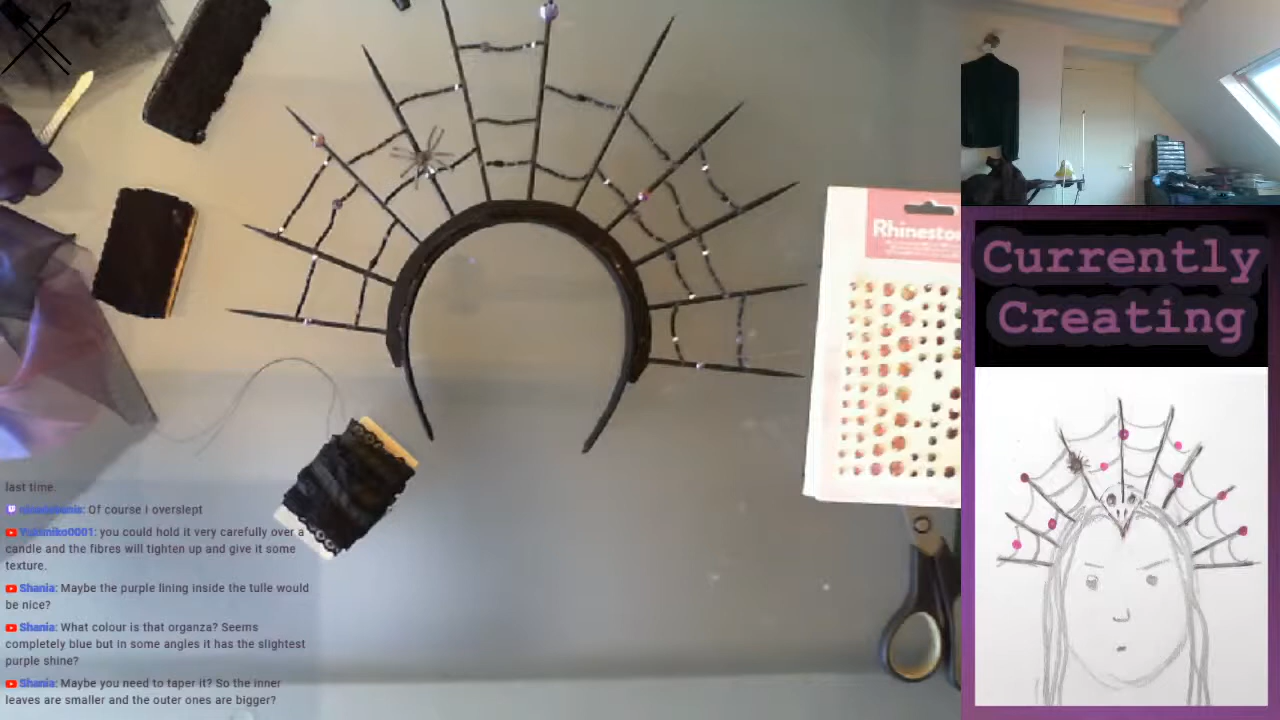 Rhinesto
Currently
Creating
last time.
: Of course I overslept
Yukiniko0001: you could hold it very carefully over a
candle and the fibres will tighten up and give it some
texture.
Shania: Maybe the purple lining inside the tulle would
be nice?
Shania: What colour is that organza? Seems
completely blue but in some angles it has the slightest
purple shine?
Shania: Maybe you need to taper it? So the inner
leaves are smaller and the outer ones are bigger?